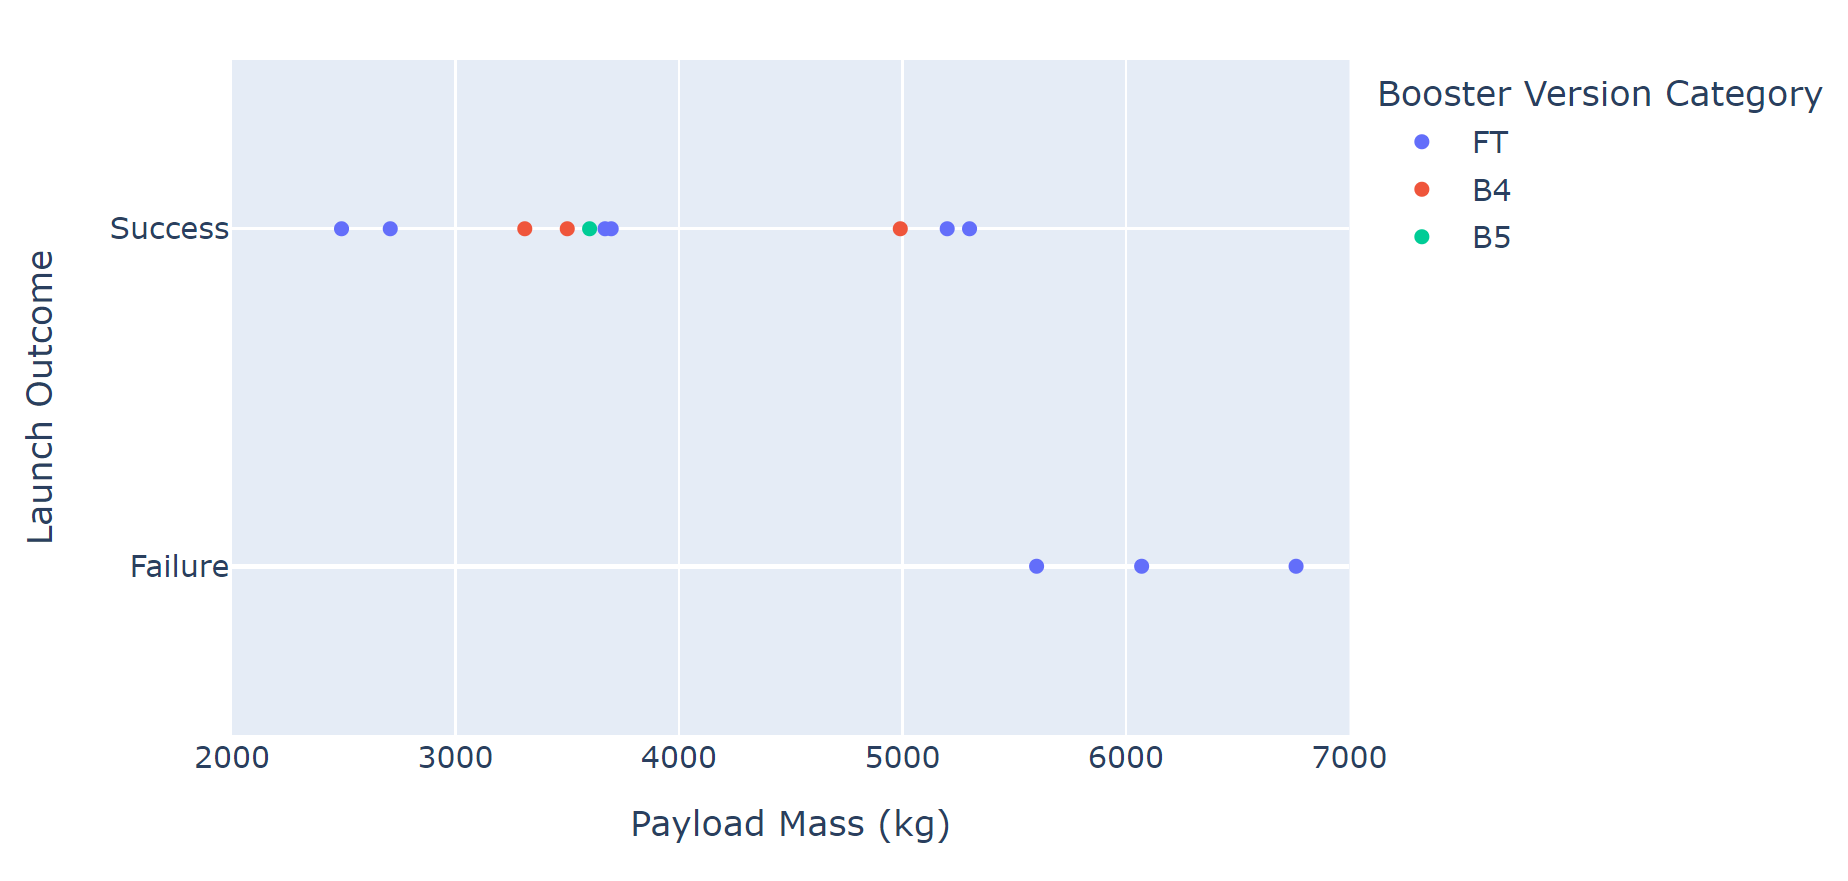 Booster Version Category
FT
B4
B5
Launch Outcome
Success
Failure
2000 3000 4000 5000 6000 7000
Payload Mass (kg)